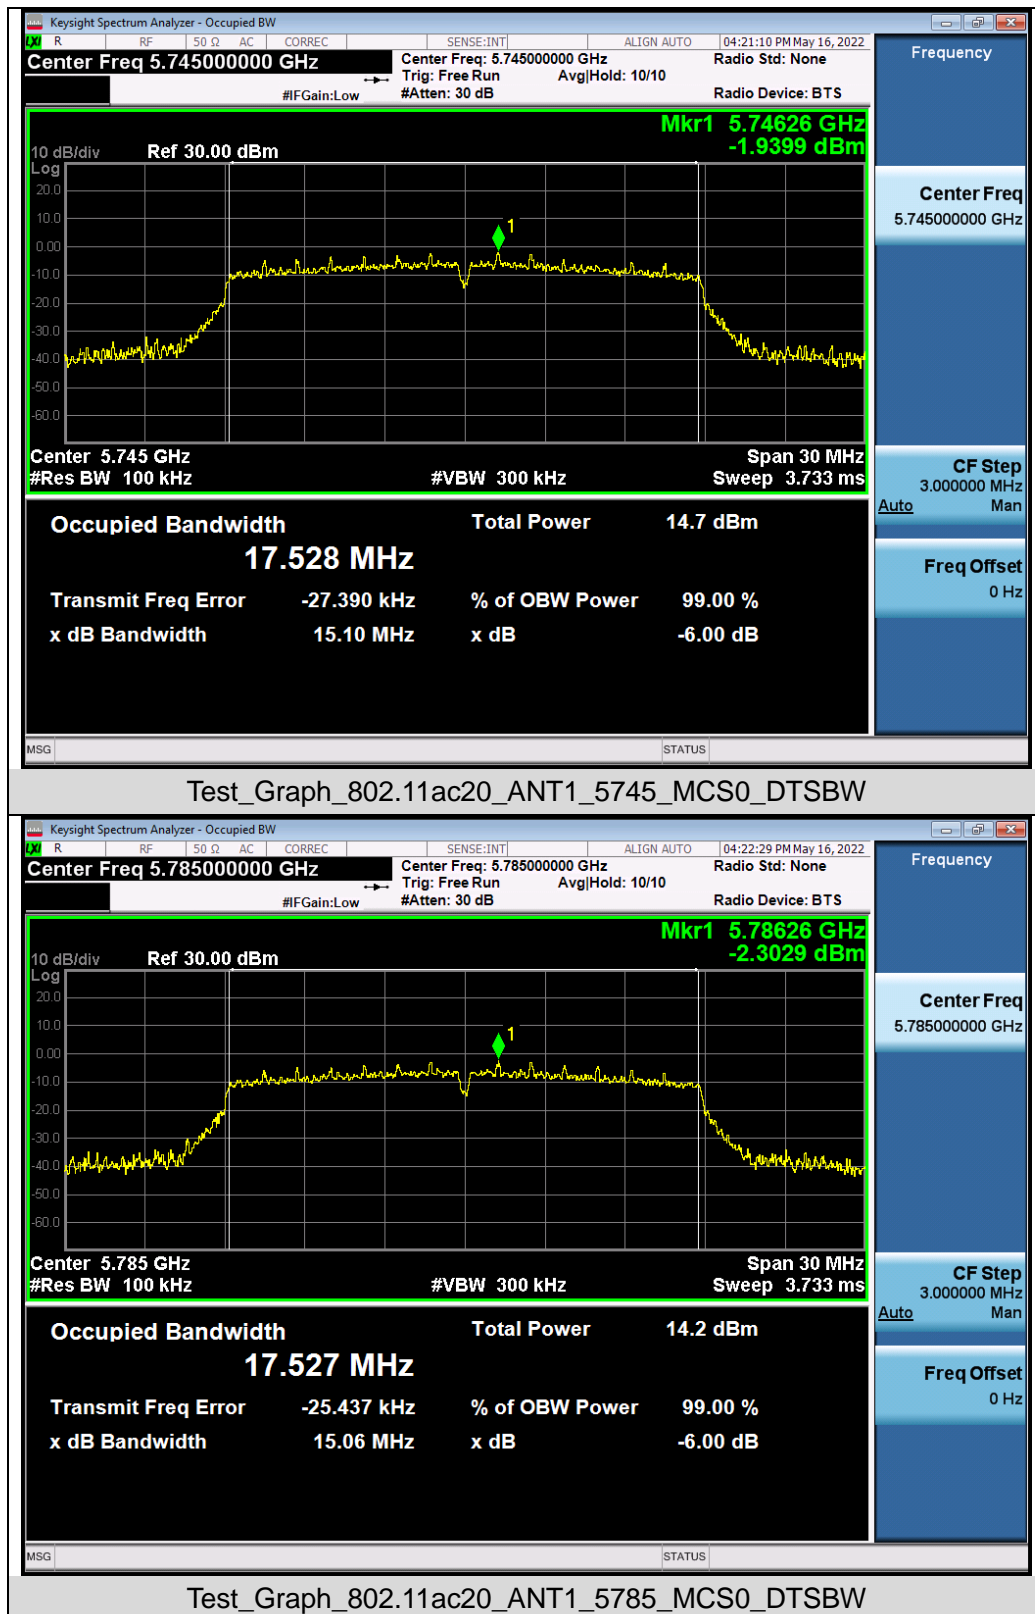 Keysight Spectrum Analyzer - Occupied BW
LXI R RF 50 Ω AC CORREC SENSE:INT ALIGN AUTO 04:21:10 PM May 16, 2022
Center Freq 5.745000000 GHz
Center Freq: 5.745000000 GHz
Radio Std: None
Trig: Free Run Avg|Hold: 10/10
#IFGain:Low
#Atten: 30 dB
Radio Device: BTS
Frequency
Mkr1 5.74626 GHz
-1.9399 dBm
10 dB/div Ref 30.00 dBm
Log
20.0
10.0
0.00
-10.0
-20.0
-30.0
-40.0
-50.0
-60.0
1
Center 5.745 GHz
Span 30 MHz
#Res BW 100 kHz
#VBW 300 kHz
Sweep 3.733 ms
Center Freq
5.745000000 GHz
CF Step
3.000000 MHz
Auto Man
Freq Offset
0 Hz
Occupied Bandwidth
17.528 MHz
Total Power 14.7 dBm
Transmit Freq Error -27.390 kHz
% of OBW Power 99.00 %
x dB Bandwidth 15.10 MHz
x dB -6.00 dB
MSG STATUS
Test_Graph_802.11ac20_ANT1_5745_MCS0_DTSBW
Keysight Spectrum Analyzer - Occupied BW
LXI R RF 50 Ω AC CORREC SENSE:INT ALIGN AUTO 04:22:29 PM May 16, 2022
Center Freq 5.785000000 GHz
Center Freq: 5.785000000 GHz
Radio Std: None
Trig: Free Run Avg|Hold: 10/10
#IFGain:Low
#Atten: 30 dB
Radio Device: BTS
Frequency
Mkr1 5.78626 GHz
-2.3029 dBm
10 dB/div Ref 30.00 dBm
Log
20.0
10.0
0.00
-10.0
-20.0
-30.0
-40.0
-50.0
-60.0
1
Center 5.785 GHz
Span 30 MHz
#Res BW 100 kHz
#VBW 300 kHz
Sweep 3.733 ms
Center Freq
5.785000000 GHz
CF Step
3.000000 MHz
Auto Man
Freq Offset
0 Hz
Occupied Bandwidth
17.527 MHz
Total Power 14.2 dBm
Transmit Freq Error -25.437 kHz
% of OBW Power 99.00 %
x dB Bandwidth 15.06 MHz
x dB -6.00 dB
MSG STATUS
Test_Graph_802.11ac20_ANT1_5785_MCS0_DTSBW